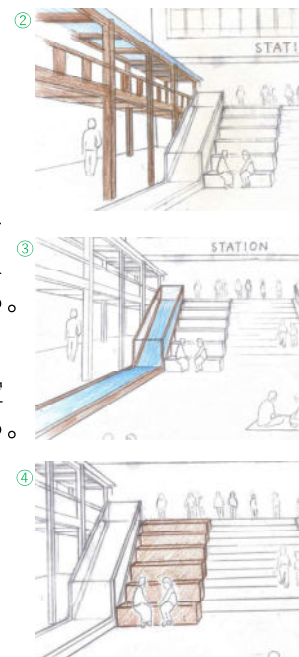 ②
STATI
③
STATION
。
。
④